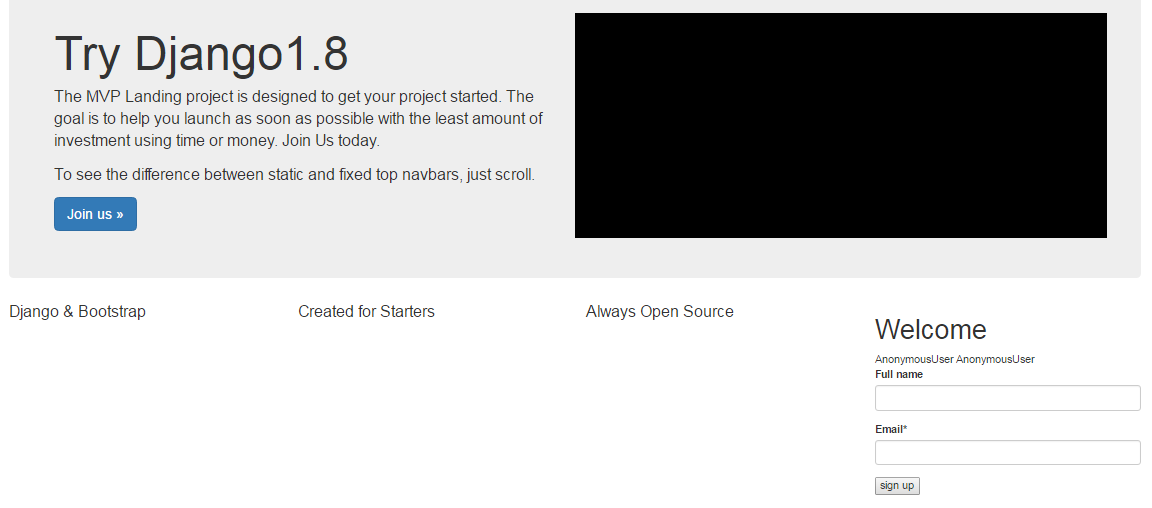 Try Django1.8
The MVP Landing project is designed to get your project started. The
goal is to help you launch as soon as possible with the least amount of
investment using time or money. Join Us today.
To see the difference between static and fixed top navbars, just scroll.
Join us »
Django & Bootstrap
Created for Starters
Always Open Source
Welcome
AnonymousUser AnonymousUser
Full name
Email*
sign up